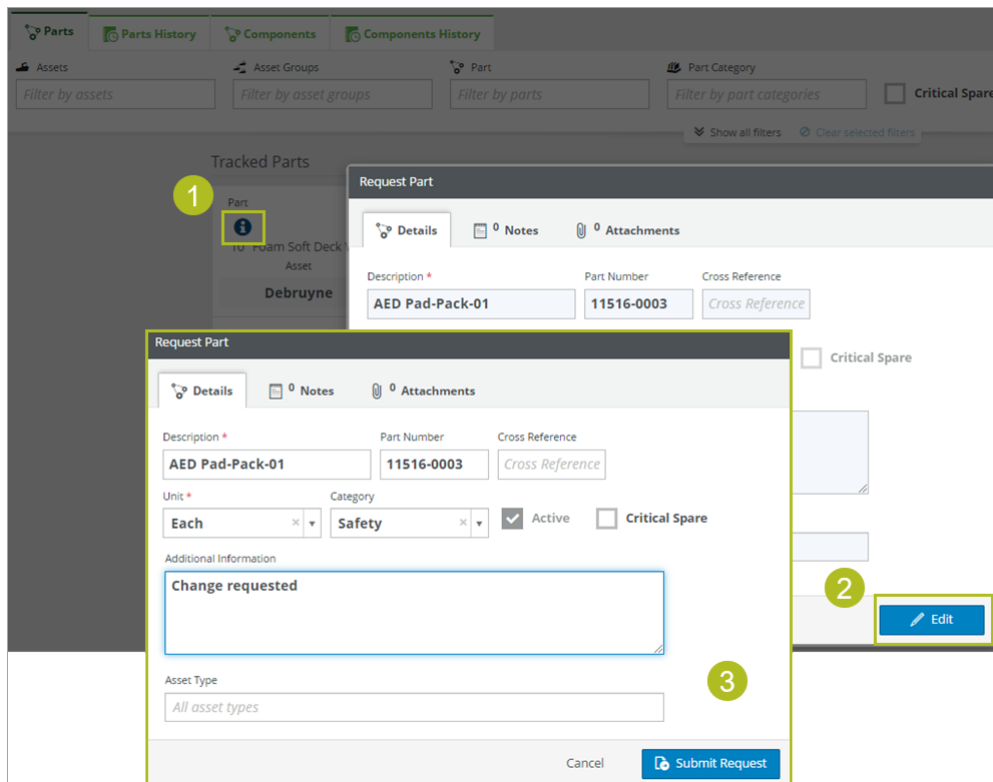 Parts Parts History Components Components History
Assets Asset Groups Part Part Category
Filter by assets Filter by asset groups Filter by parts Filter by part categories Critical Spare
Show all filters Clear selected filters
Tracked Parts
1
Part
10 Foam Soft Deck
Asset
Debruyne
Request Part
Details 0 Notes 0 Attachments
Description * Part Number Cross Reference
AED Pad-Pack-01 11516-0003 Cross Reference
Critical Spare
2
Edit
Request Part
Details 0 Notes 0 Attachments
Description * Part Number Cross Reference
AED Pad-Pack-01 11516-0003 Cross Reference
Unit * Category
Each Safety Active Critical Spare
Additional Information
Change requested
3
Asset Type
All asset types
Cancel Submit Request